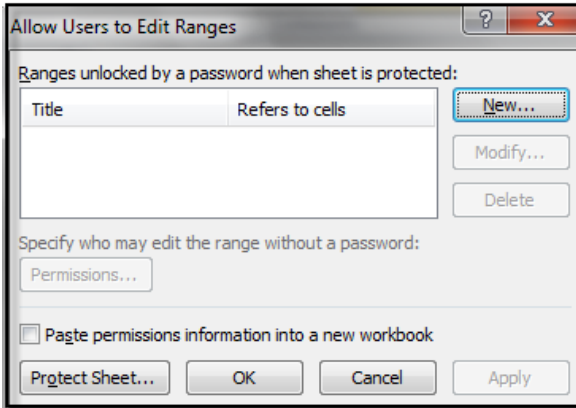 Allow Users to Edit Ranges
Ranges unlocked by a password when sheet is protected:
Title Refers to cells
New...
Modify...
Delete
Specify who may edit the range without a password:
Permissions...
Paste permissions information into a new workbook
Protect Sheet... OK Cancel Apply